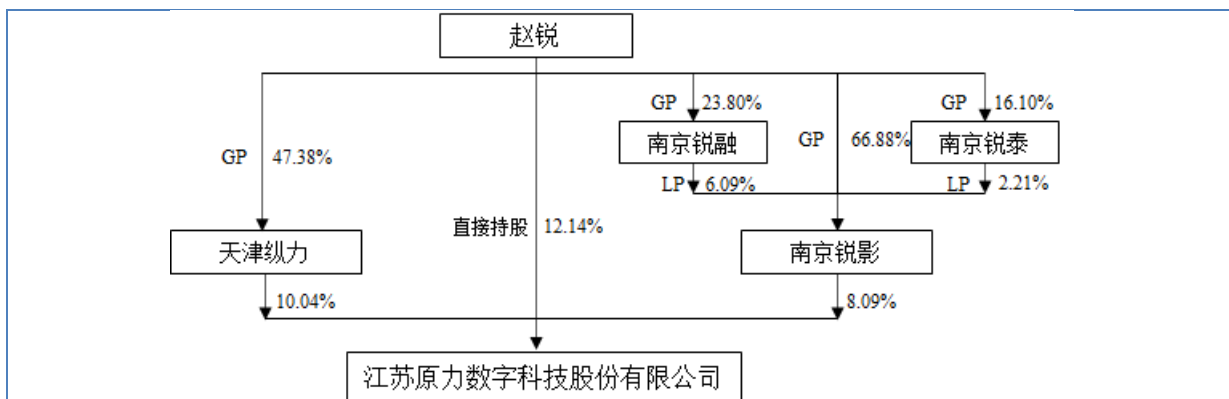 赵锐
GP 23.80%
GP 16.10%
南京锐融
南京锐泰
GP 47.38%
GP 66.88%
LP 6.09%
LP 2.21%
直接持股 12.14%
天津纵力
南京锐影
10.04%
8.09%
江苏原力数字科技股份有限公司